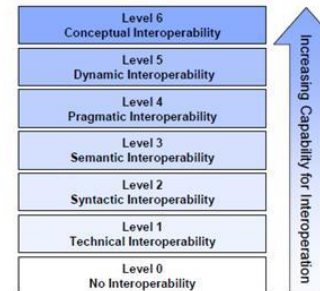 Level 6
Conceptual Interoperability
Level 5
Dynamic Interoperability
Level 4
Pragmatic Interoperability
Level 3
Semantic Interoperability
Level 2
Syntactic Interoperability
Level 1
Technical Interoperability
Level 0
No Interoperability
Increasing Capability for Interoperation